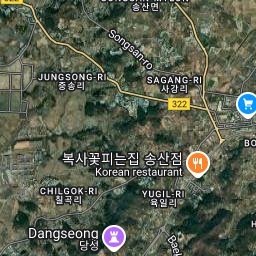 송산면
Songsan-ro
JUNGSONG-RI
중송리
SAGANG-RI
사강리
322
복사꽃피는집 송산점
Korean restaurant
CHILGOK-RI
칠곡리
YUGIL-RI
육일리
Dangseong
당성